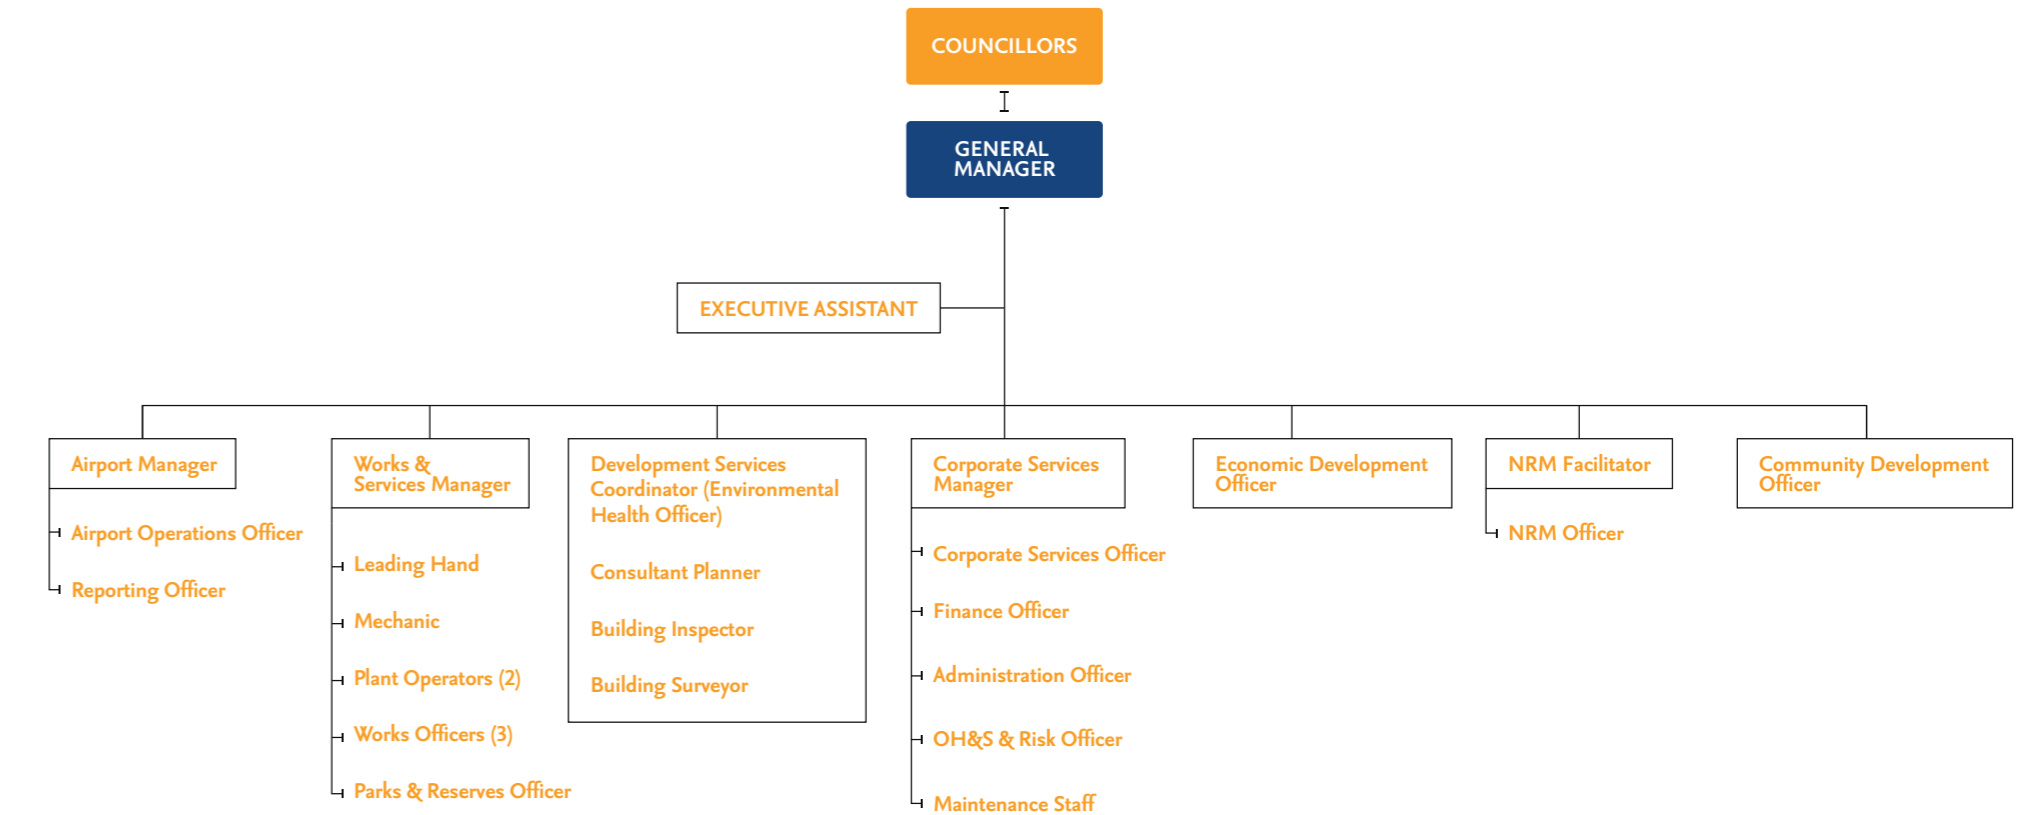 COUNCILLORS
GENERAL
MANAGER
EXECUTIVE ASSISTANT
Airport Manager
Airport Operations Officer
Reporting Officer
Works &
Services Manager
Leading Hand
Mechanic
Plant Operators (2)
Works Officers (3)
Parks & Reserves Officer
Development Services
Coordinator (Environmental
Health Officer)
Consultant Planner
Building Inspector
Building Surveyor
Corporate Services
Manager
Corporate Services Officer
Finance Officer
Administration Officer
OH&S & Risk Officer
Maintenance Staff
Economic Development
Officer
NRM Facilitator
NRM Officer
Community Development
Officer